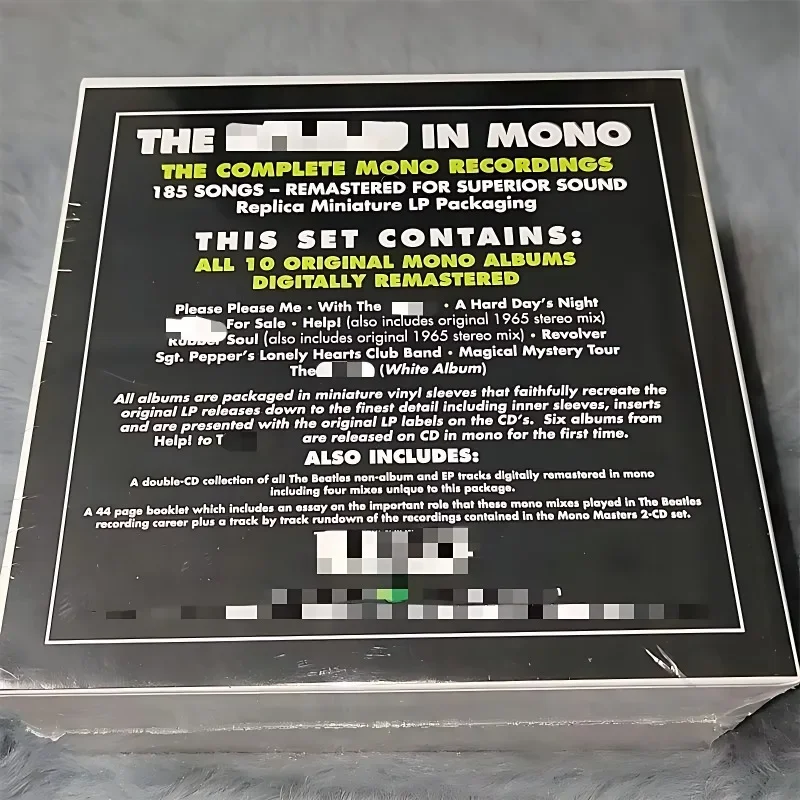 THE IN MONO
THE COMPLETE MONO RECORDINGS
185 SONGS – REMASTERED FOR SUPERIOR SOUND
Replica Miniature LP Packaging
THIS SET CONTAINS:
ALL 10 ORIGINAL MONO ALBUMS
DIGITALLY REMASTERED
Please Please Me · With The · A Hard Day's Night
For Sale · Help! (also includes original 1965 stereo mix)
Rubber Soul (also includes original 1965 stereo mix) · Revolver
Sgt. Pepper's Lonely Hearts Club Band · Magical Mystery Tour
The (White Album)
All albums are packaged in miniature vinyl sleeves that faithfully recreate the
original LP releases down to the finest detail including inner sleeves, inserts
and are presented with the original LP labels on the CD's. Six albums from
Help! to T are released on CD in mono for the first time.
ALSO INCLUDES:
A double-CD collection of all The Beatles non-album and EP tracks digitally remastered in mono
including four mixes unique to this package.
A 44 page booklet which includes an essay on the important role that these mono mixes played in The Beatles
recording career plus a track by track rundown of the recordings contained in the Mono Masters 2-CD set.